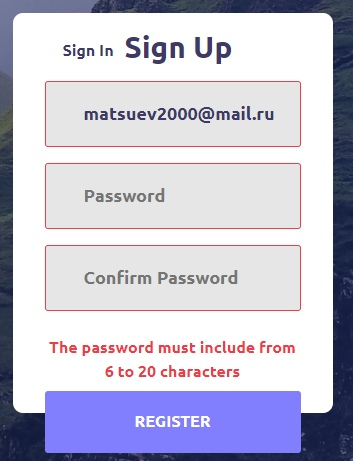 Sign In Sign Up
matsuev2000@mail.ru
Password
Confirm Password
The password must include from
6 to 20 characters
REGISTER